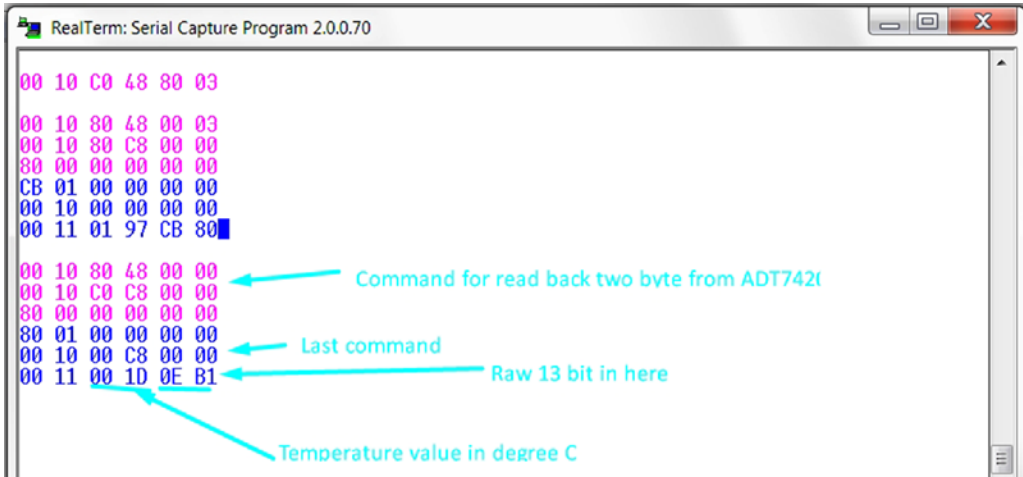 RealTerm: Serial Capture Program 2.0.0.70
00 10 C0 48 80 03
00 10 80 48 00 03
00 10 80 C8 00 00
80 00 00 00 00 00
CB 01 00 00 00 00
00 10 00 00 00 00
00 11 01 97 CB 80
00 10 80 48 00 00
Command for read back two byte from ADT742
00 10 C0 C8 00 00
80 00 00 00 00 00
80 01 00 00 00 00
Last command
00 10 00 C8 00 00
00 11 00 1D 0E B1
Raw 13 bit in here
Temperature value in degree C